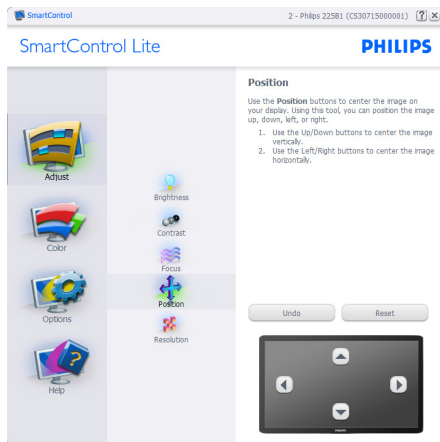 SmartControl
2 - Philips 225B1 (CS30715000001)
SmartControl Lite
PHILIPS
Position
Use the Position buttons to center the image on
your display. Using this tool, you can position the image
up, down, left, or right.
1. Use the Up/Down buttons to center the image
vertically.
2. Use the Left/Right buttons to center the image
horizontally.
Adjust
Color
Options
Help
Brightness
Contrast
Focus
Position
Resolution
Undo
Reset
PHILIPS